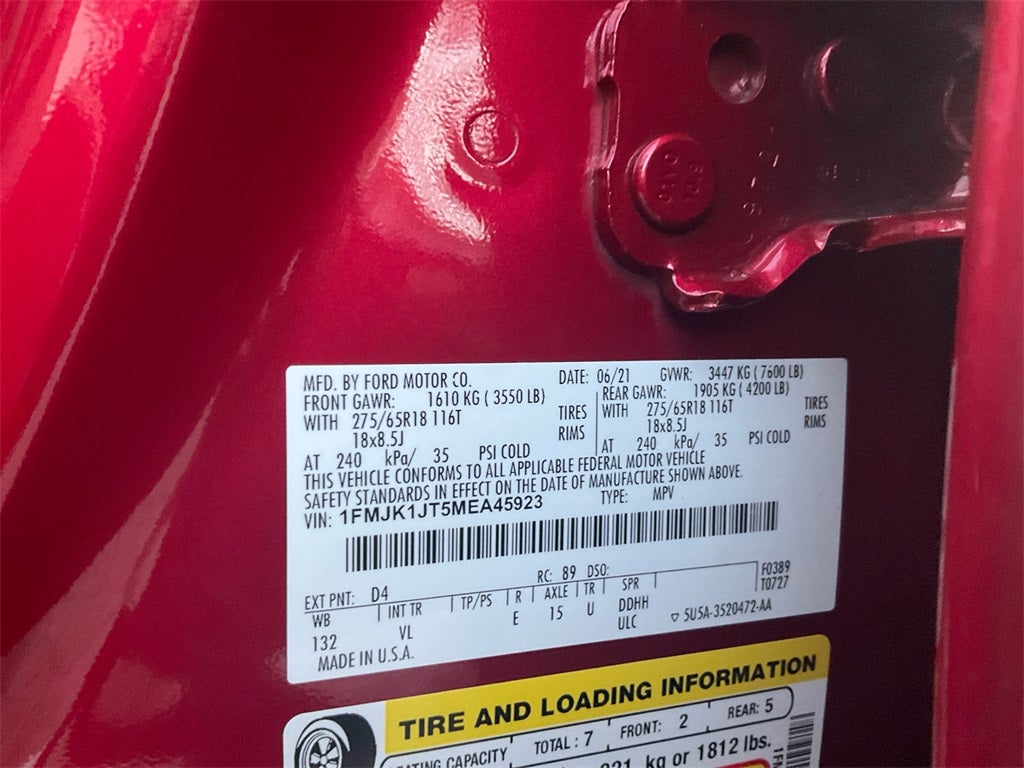 MFD. BY FORD MOTOR CO. DATE: 06/21 GVWR: 3447 KG ( 7600 LB)
FRONT GAWR: 1610 KG ( 3550 LB) REAR GAWR: 1905 KG ( 4200 LB)
WITH 275/65R18 116T TIRES WITH 275/65R18 116T TIRES
18x8.5J RIMS 18x8.5J RIMS
AT 240 kPa/ 35 PSI COLD AT 240 kPa/ 35 PSI COLD
THIS VEHICLE CONFORMS TO ALL APPLICABLE FEDERAL MOTOR VEHICLE
SAFETY STANDARDS IN EFFECT ON THE DATE OF MANUFACTURE SHOWN ABOVE.
VIN: 1FMJK1JT5MEA45923 TYPE: MPV
EXT PNT: D4 RC: 89 DSO: F0389
WB INT TR TP/PS R AXLE TR SPR T0727
132 VL E 15 U DDHH
ULC 5U5A-3520472-AA
MADE IN U.S.A.
TIRE AND LOADING INFORMATION
CAPACITY TOTAL : 7 FRONT: 2 REAR: 5
kg or 1812 lbs.
10.9